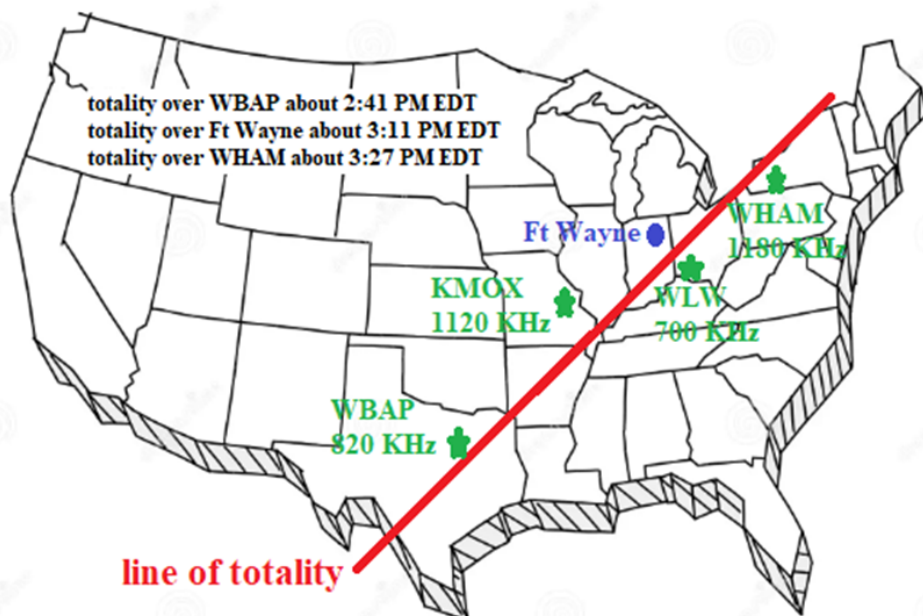 totality over WBAP about 2:41 PM EDT
totality over Ft Wayne about 3:11 PM EDT
totality over WHAM about 3:27 PM EDT
WHAM
1180 KHz
Ft Wayne
KMOX
1120 KHz
WLW
700 KHz
WBAP
820 KHz
line of totality